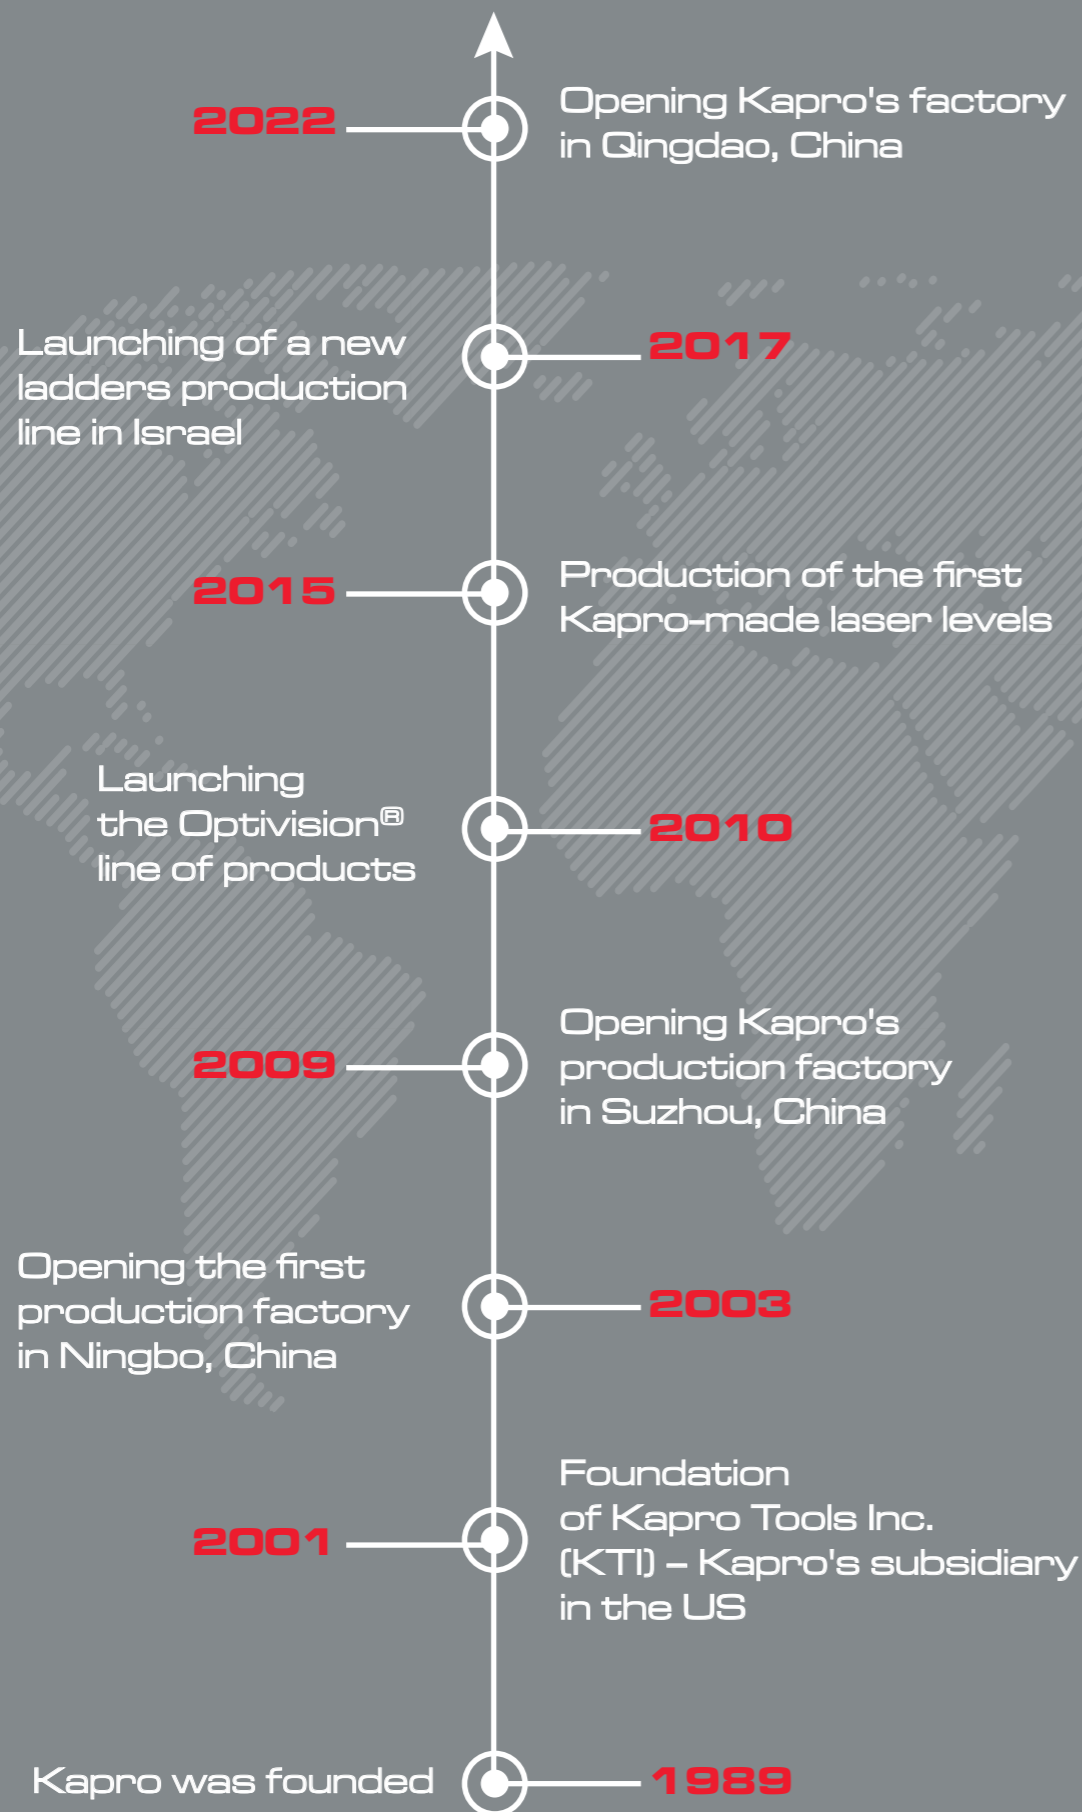 2022
Opening Kapro's factory
in Qingdao, China
Launching of a new
ladders production
line in Israel
2017
2015
Production of the first
Kapro-made laser levels
Launching
the Optivision®
line of products
2010
2009
Opening Kapro's
production factory
in Suzhou, China
Opening the first
production factory
in Ningbo, China
2003
2001
Foundation
of Kapro Tools Inc.
(KTI) – Kapro's subsidiary
in the US
Kapro was founded
1989